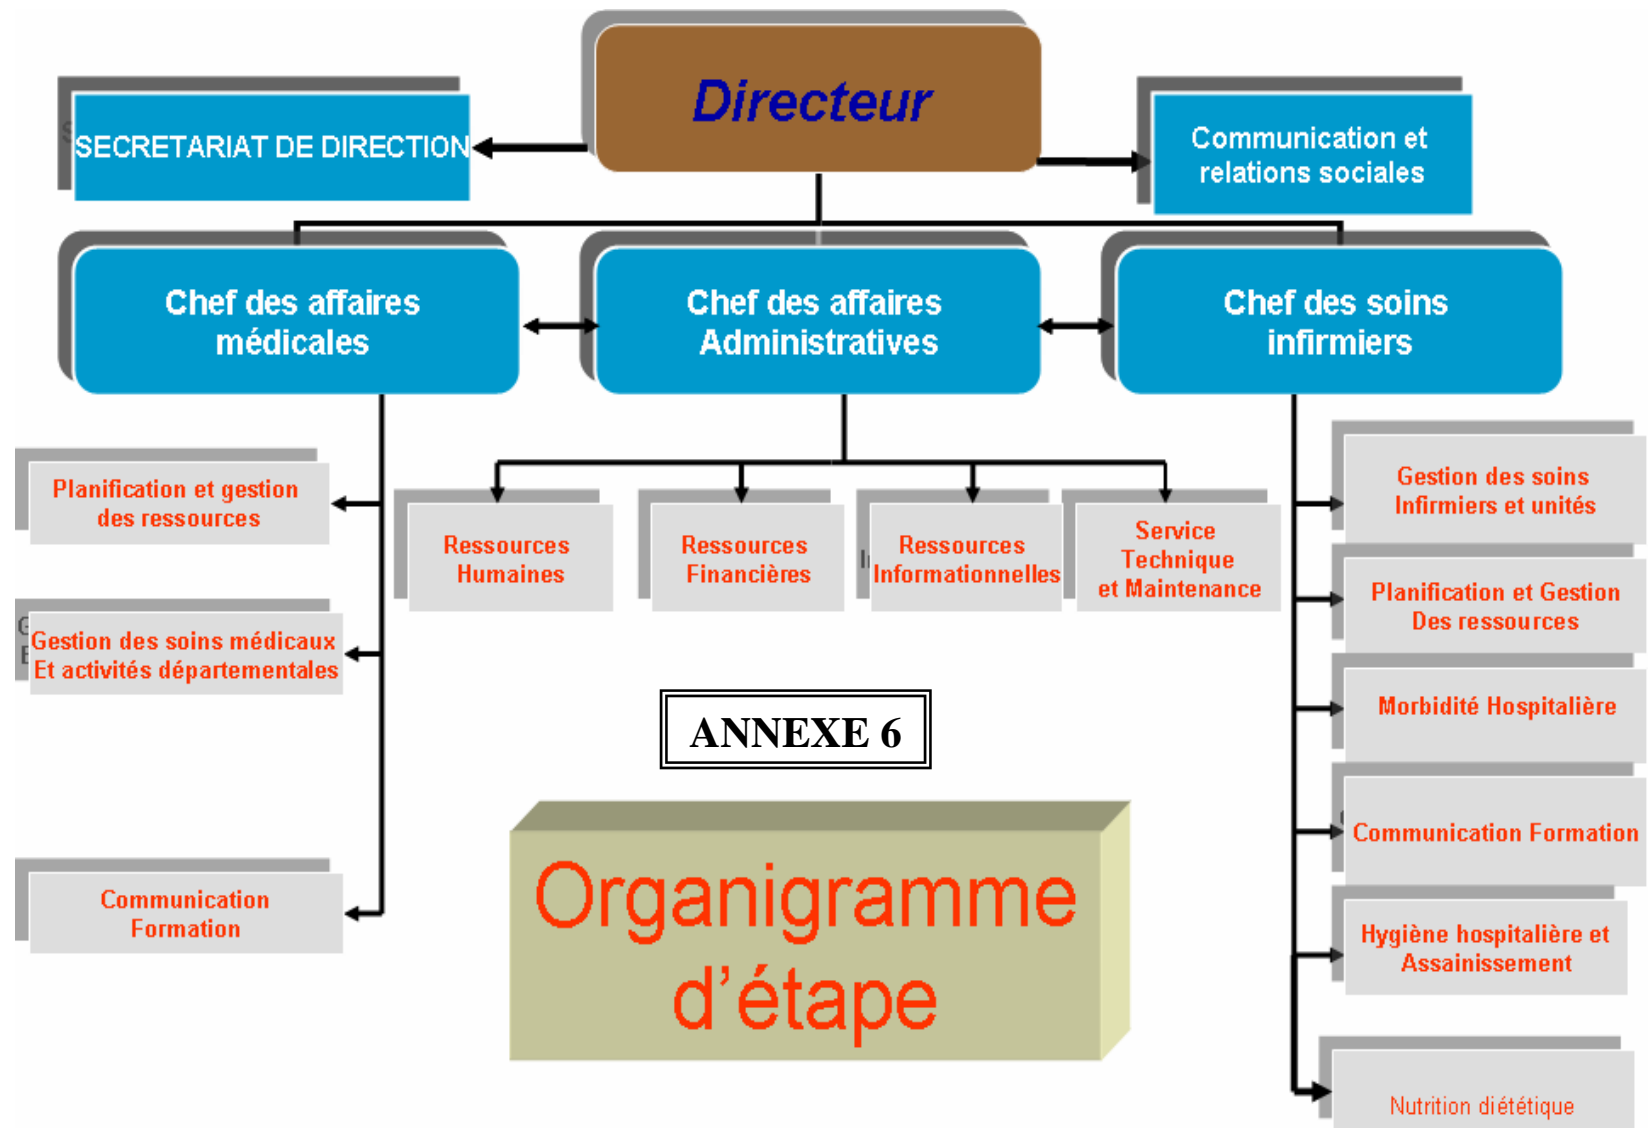 Directeur
SECRETARIAT DE DIRECTION
Communication et
relations sociales
Chef des affaires
médicales
Chef des affaires
Administratives
Chef des soins
infirmiers
Planification et gestion
des ressources
Gestion des soins médicaux
Et activités départementales
Communication
Formation
Ressources
Humaines
Ressources
Financières
Ressources
Informationnelles
Service
Technique
et Maintenance
Gestion des soins
Infirmiers et unités
Planification et Gestion
Des ressources
Morbidité Hospitalière
Communication Formation
Hygiène hospitalière et
Assainissement
Nutrition diététique
ANNEXE 6
Organigramme
d'étape